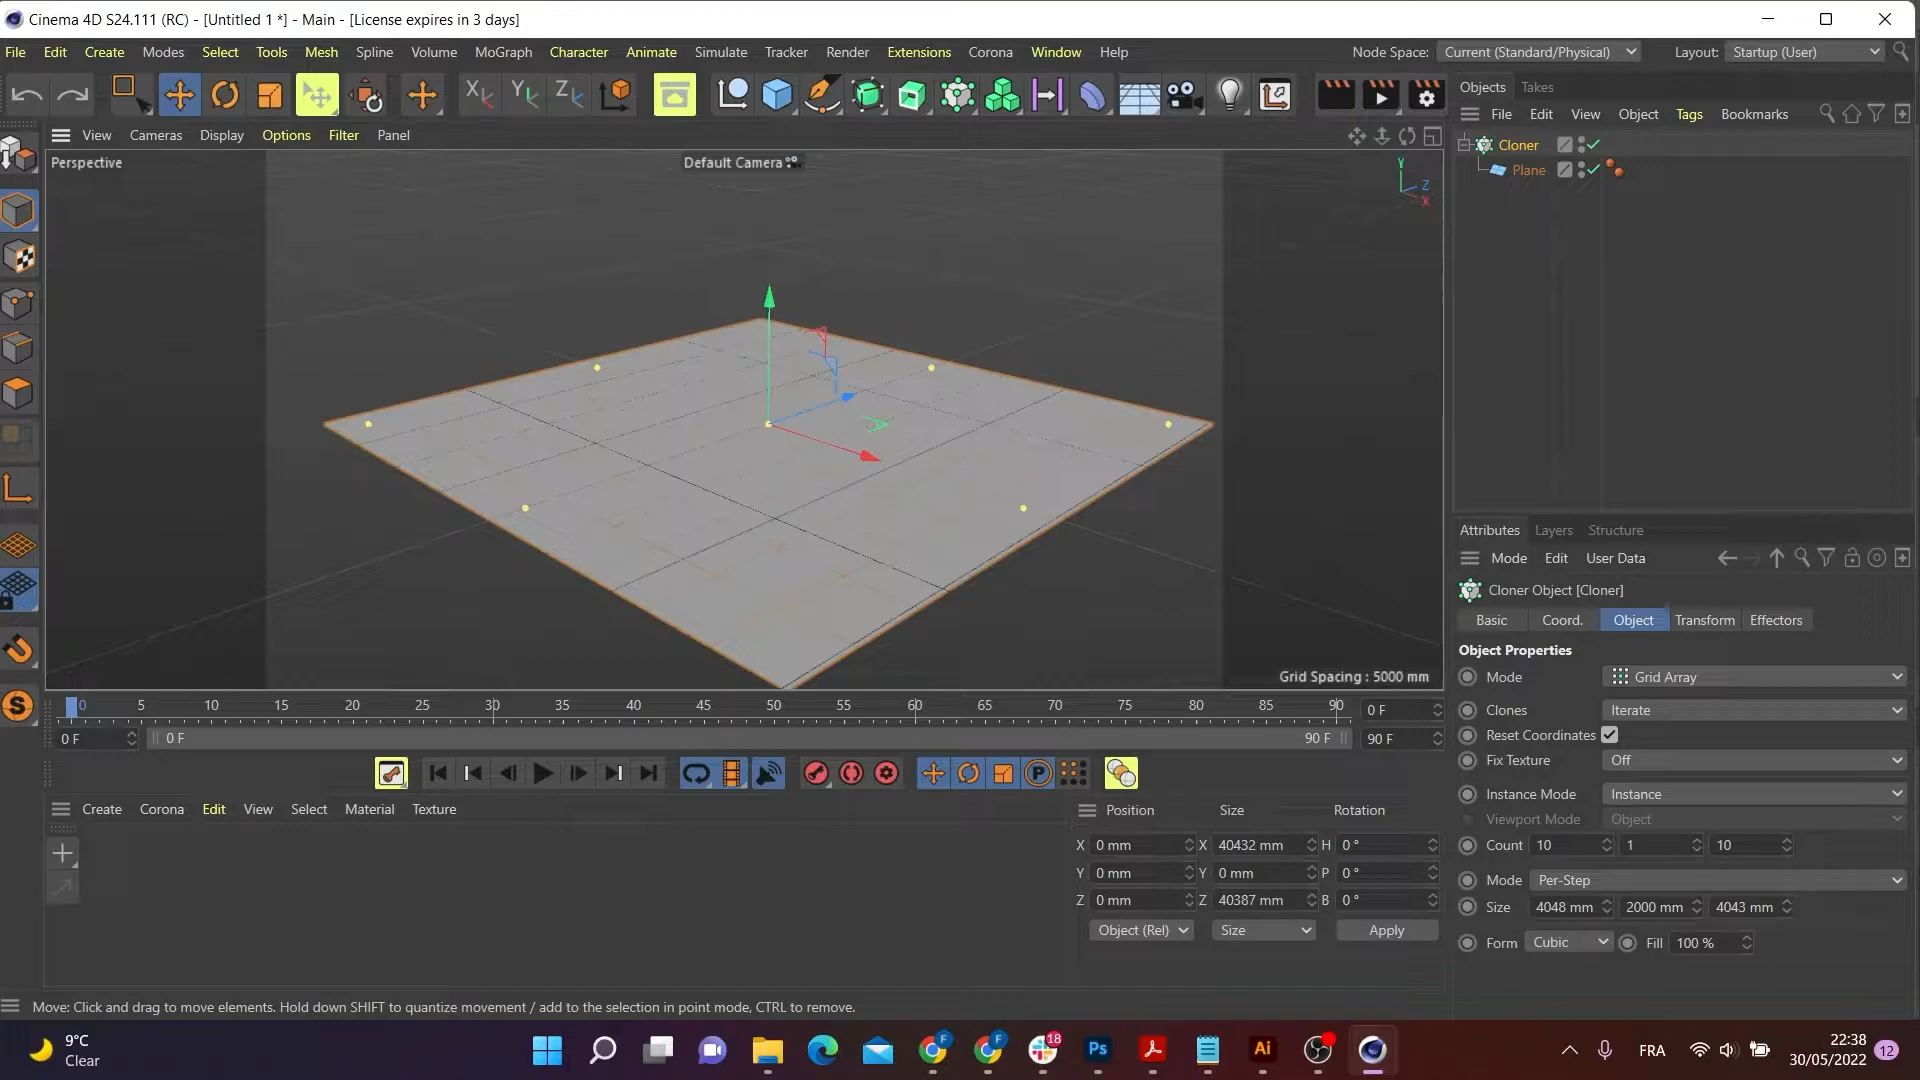 Cinema 4D S24.111 (RC) - [Untitled 1 *] - Main - [License expires in 3 days]
File Edit Create Modes Select Tools Mesh Spline Volume MoGraph Character Animate Simulate Tracker Render Extensions Corona Window Help Node Space: Current (Standard/Physical) Layout: Startup (User)
X Y Z
Objects Takes
File Edit View Object Tags Bookmarks
View Cameras Display Options Filter Panel
Cloner
Plane
Perspective
Default Camera
Y
Z
X
Grid Spacing : 5000 mm
Attributes Layers Structure
Mode Edit User Data
Cloner Object [Cloner]
Basic Coord. Object Transform Effectors
Object Properties
Mode Grid Array
Clones Iterate
Reset Coordinates
Fix Texture Off
Instance Mode Instance
Viewport Mode Object
Count 10 1 10
Mode Per-Step
Size 4048 mm 2000 mm 4043 mm
Form Cubic Fill 100 %
0 5 10 15 20 25 30 35 40 45 50 55 60 65 70 75 80 85 90 0 F
0 F 0 F 90 F 90 F
P
S
Create Corona Edit View Select Material Texture
Position Size Rotation
X 0 mm X 40432 mm H 0 °
Y 0 mm Y 0 mm P 0 °
Z 0 mm Z 40387 mm B 0 °
Object (Rel) Size Apply
Move: Click and drag to move elements. Hold down SHIFT to quantize movement / add to the selection in point mode, CTRL to remove.
9°C
Clear
F F 18 Ps Ai
FRA
22:38
30/05/2022
12